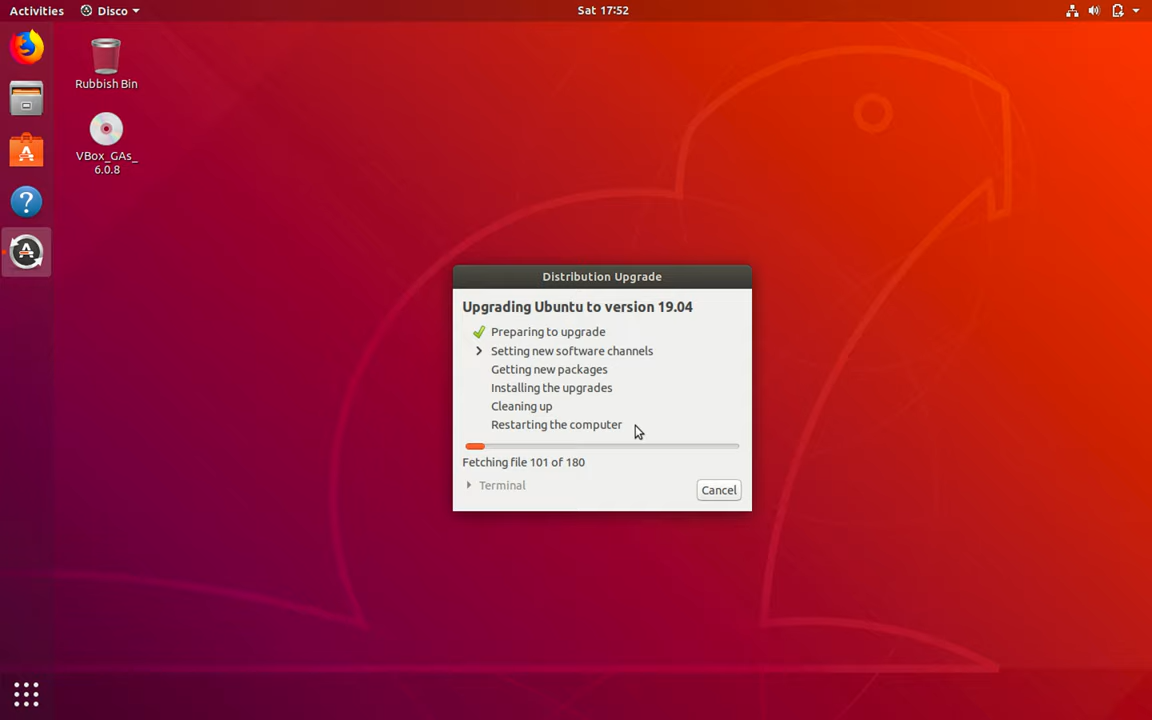 Activities Disco Sat 17:52
Rubbish Bin
VBox_GAs_
6.0.8
Distribution Upgrade
Upgrading Ubuntu to version 19.04
Preparing to upgrade
Setting new software channels
Getting new packages
Installing the upgrades
Cleaning up
Restarting the computer
Fetching file 101 of 180
Terminal
Cancel